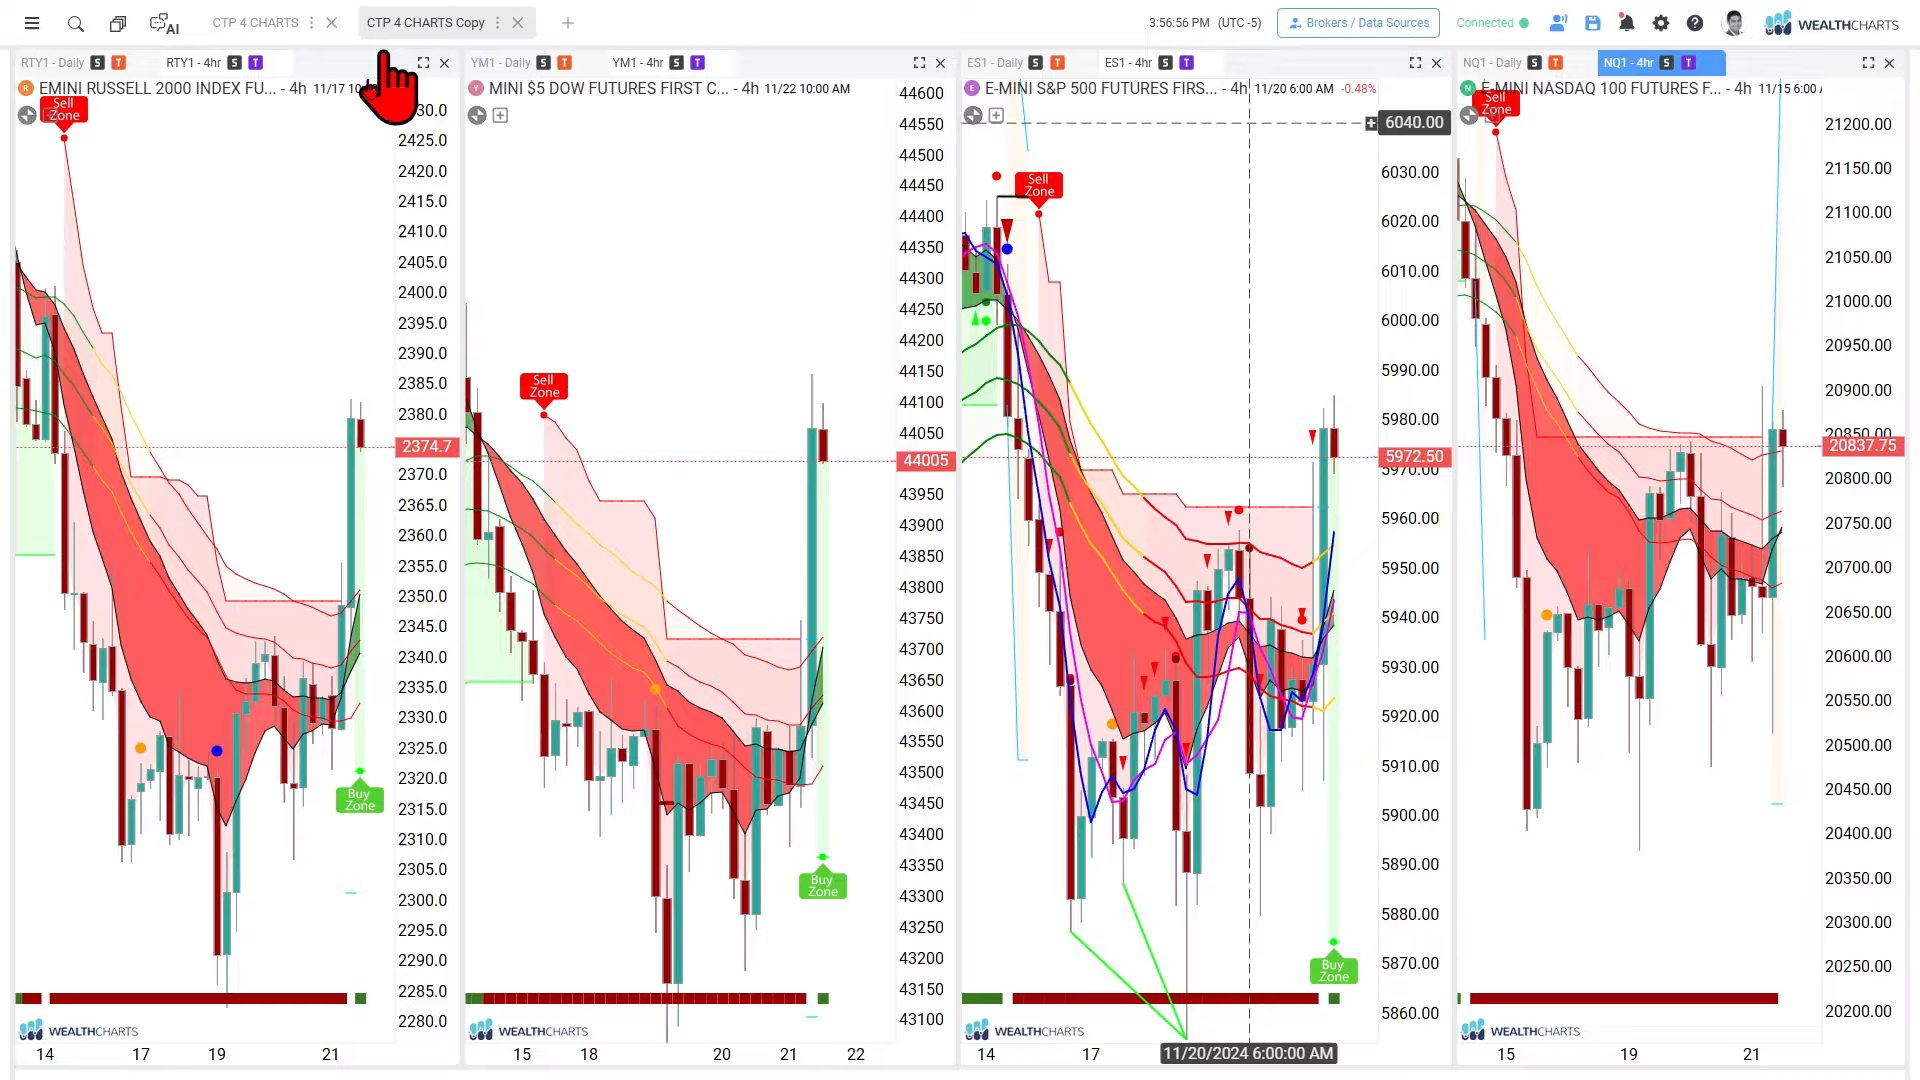 AI
CTP 4 CHARTS
CTP 4 CHARTS Copy
3:56:56 PM (UTC -5)
Brokers / Data Sources
Connected
WEALTHCHARTS
RTY1 - Daily S T
RTY1 - 4hr S T
YM1 - Daily S T
YM1 - 4hr S T
ES1 - Daily S T
ES1 - 4hr S T
NQ1 - Daily S T
NQ1 - 4hr S T
R EMINI RUSSELL 2000 INDEX FU... - 4h 11/17
Sell
Zone
30.0
2425.0
2420.0
2415.0
2410.0
2405.0
2400.0
2395.0
2390.0
2385.0
2380.0
2374.7
2370.0
2365.0
2360.0
2355.0
2350.0
2345.0
2340.0
2335.0
2330.0
2325.0
2320.0
2315.0
2310.0
2305.0
2300.0
2295.0
2290.0
2285.0
2280.0
Buy
Zone
WEALTHCHARTS
14 17 19 21
Y MINI $5 DOW FUTURES FIRST C... - 4h 11/22 10:00 AM
Sell
Zone
44600
44550
44500
44450
44400
44350
44300
44250
44200
44150
44100
44050
44005
43950
43900
43850
43800
43750
43700
43650
43600
43550
43500
43450
43400
43350
43300
43250
43200
43150
43100
Buy
Zone
WEALTHCHARTS
15 18 20 21 22
E E-MINI S&P 500 FUTURES FIRS... - 4h 11/20 6:00 AM -0.48%
6040.00
Sell
Zone
6030.00
6020.00
6010.00
6000.00
5990.00
5980.00
5972.50
5970.00
5960.00
5950.00
5940.00
5930.00
5920.00
5910.00
5900.00
5890.00
5880.00
5870.00
5860.00
Buy
Zone
WEALTHCHARTS
14 17 11/20/2024 6:00:00 AM
N E-MINI NASDAQ 100 FUTURES F... - 4h 11/15 6:00
Sell
Zone
21200.00
21150.00
21100.00
21050.00
21000.00
20950.00
20900.00
20850.00
20837.75
20800.00
20750.00
20700.00
20650.00
20600.00
20550.00
20500.00
20450.00
20400.00
20350.00
20300.00
20250.00
20200.00
WEALTHCHARTS
15 19 21